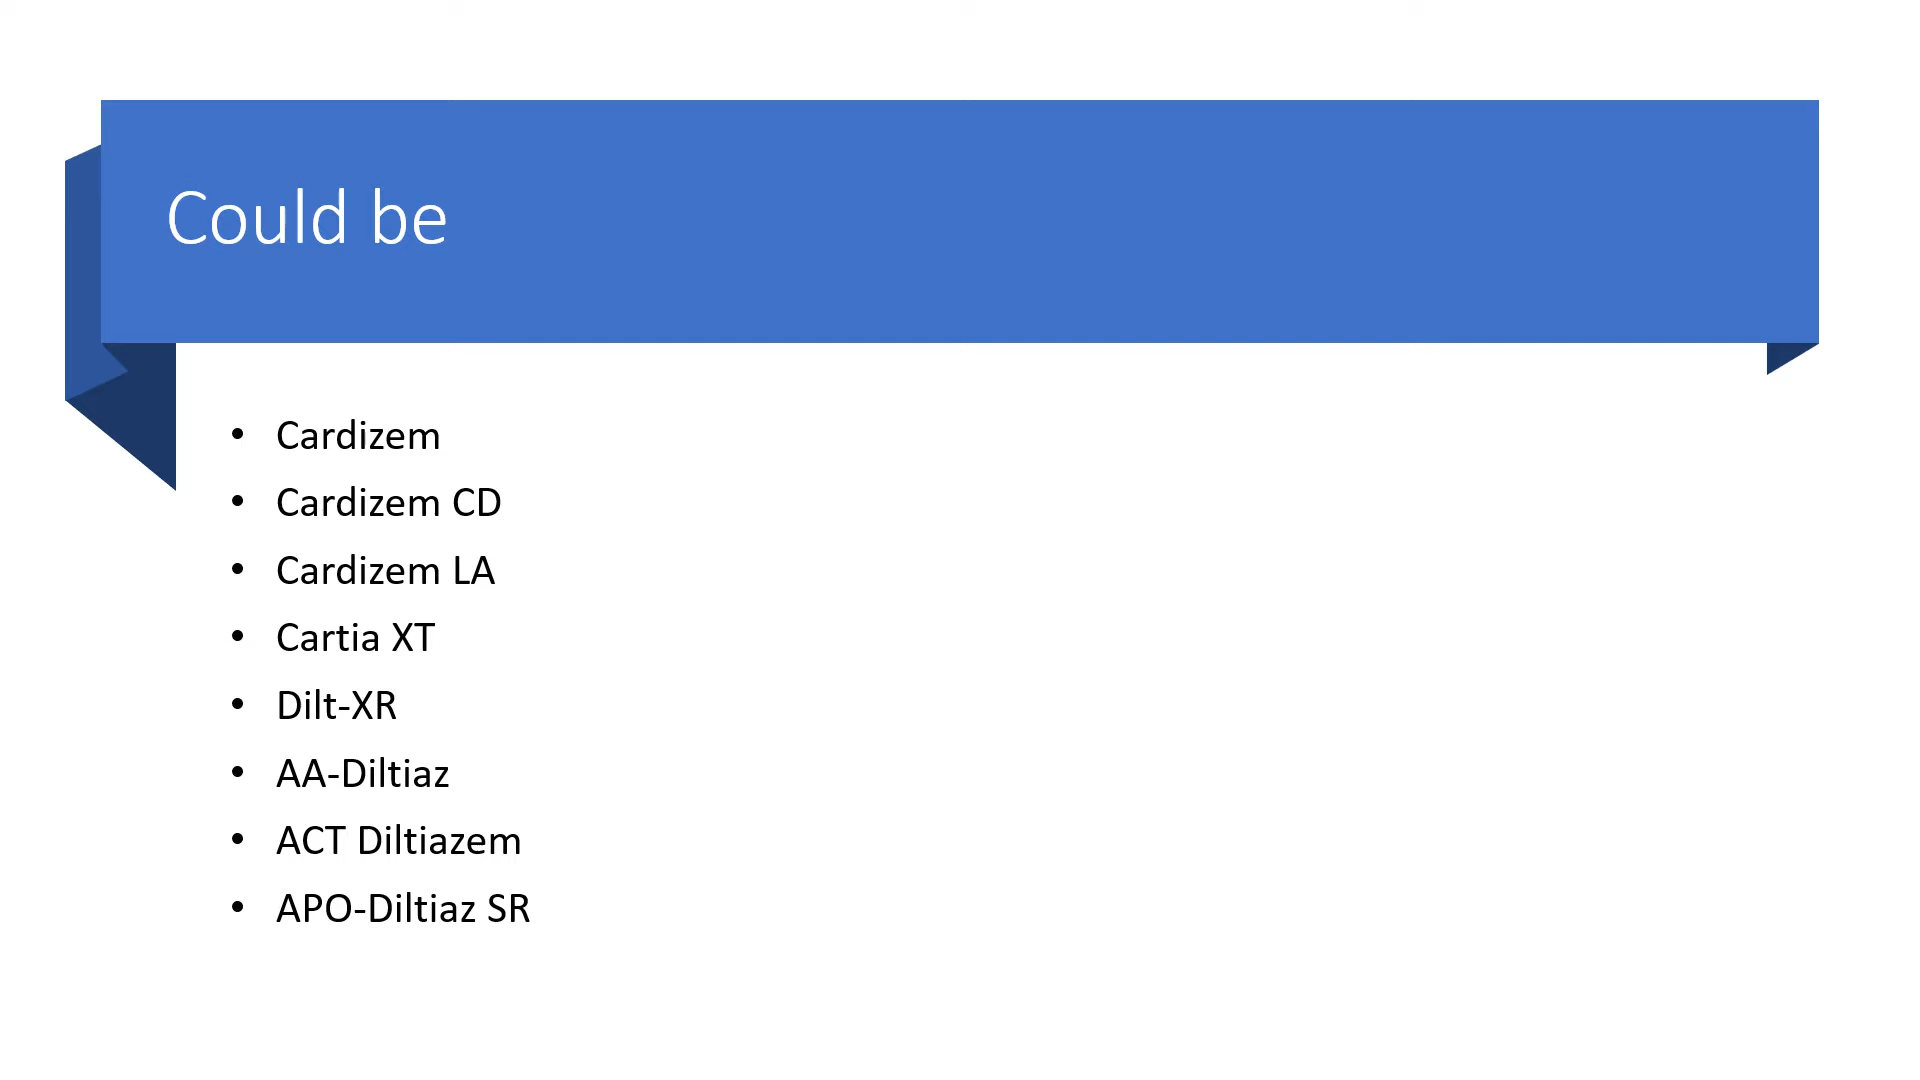 Could be
• Cardizem
• Cardizem CD
• Cardizem LA
• Cartia XT
• Dilt-XR
• AA-Diltiaz
• ACT Diltiazem
• APO-Diltiaz SR